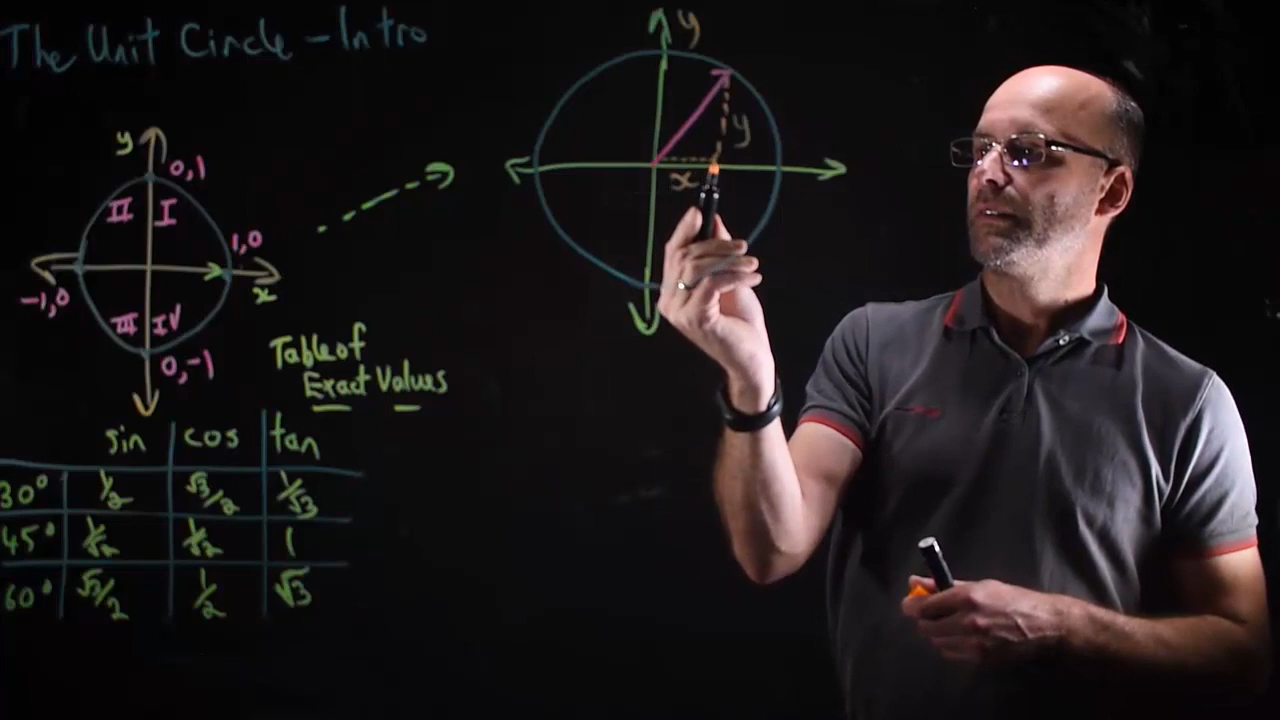 The Unit Circle - Intro
y
0,1
II I
1,0
-1,0
x
III IV
0,-1
y
y
x
Table of
Exact Values
sin cos tan
30° 1/2 √3/2 1/√3
45° 1/√2 1/√2 1
60° √3/2 1/2 √3